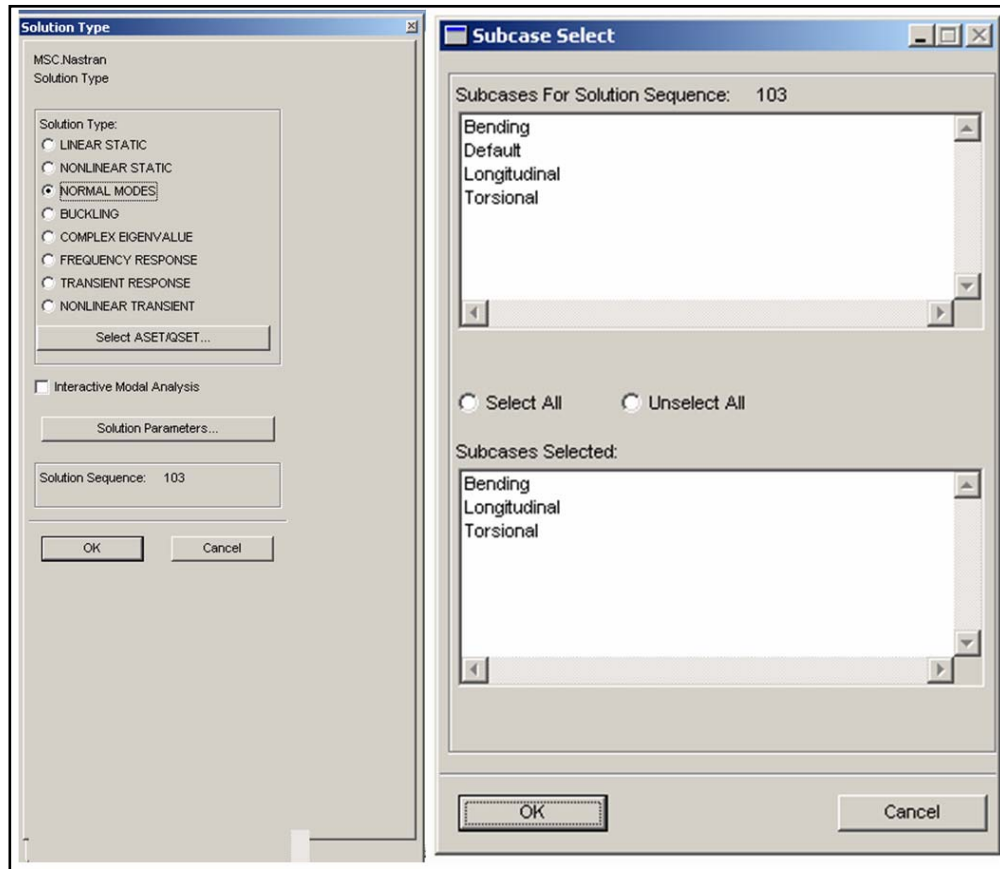 Solution Type
MSC.Nastran
Solution Type
Solution Type:
LINEAR STATIC
NONLINEAR STATIC
NORMAL MODES
BUCKLING
COMPLEX EIGENVALUE
FREQUENCY RESPONSE
TRANSIENT RESPONSE
NONLINEAR TRANSIENT
Select ASET/QSET...
Interactive Modal Analysis
Solution Parameters...
Solution Sequence: 103
OK Cancel
Subcase Select
Subcases For Solution Sequence: 103
Bending
Default
Longitudinal
Torsional
Select All Unselect All
Subcases Selected:
Bending
Longitudinal
Torsional
OK Cancel